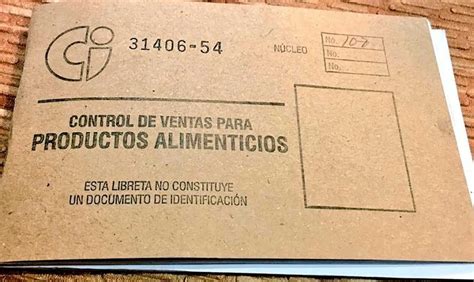 Ci 31406-54
NÚCLEO
No.
No.
No.
CONTROL DE VENTAS PARA
PRODUCTOS ALIMENTICIOS
ESTA LIBRETA NO CONSTITUYE
UN DOCUMENTO DE IDENTIFICACIÓN